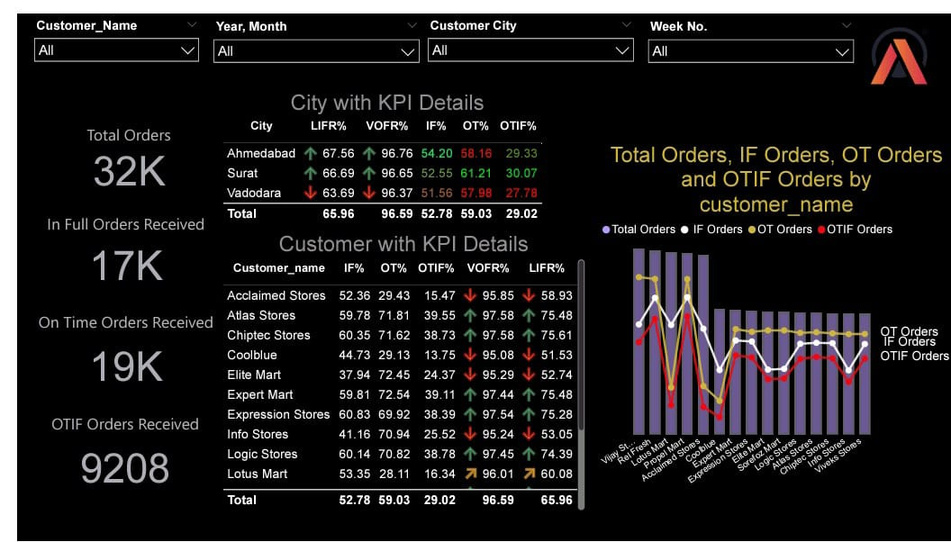 Customer_Name
All
Year, Month
All
Customer City
All
Week No.
All
Total Orders
32K
In Full Orders Received
17K
On Time Orders Received
19K
OTIF Orders Received
9208
City with KPI Details
City LIFR% VOFR% IF% OT% OTIF%
Ahmedabad 67.56 96.76 54.20 58.16 29.33
Surat 66.69 96.65 52.55 61.21 30.07
Vadodara 63.69 96.37 51.56 57.98 27.78
Total 65.96 96.59 52.78 59.03 29.02
Customer with KPI Details
Customer_name IF% OT% OTIF% VOFR% LIFR%
Acclaimed Stores 52.36 29.43 15.47 95.85 58.93
Atlas Stores 59.78 71.81 39.55 97.58 75.48
Chiptec Stores 60.35 71.62 38.73 97.58 75.61
Coolblue 44.73 29.13 13.75 95.08 51.53
Elite Mart 37.94 72.45 24.37 95.29 52.74
Expert Mart 59.81 72.54 39.11 97.44 75.48
Expression Stores 60.83 69.92 38.39 97.54 75.28
Info Stores 41.16 70.94 25.52 95.24 53.05
Logic Stores 60.14 70.82 38.78 97.45 74.39
Lotus Mart 53.35 28.11 16.34 96.01 60.08
Total 52.78 59.03 29.02 96.59 65.96
Total Orders, IF Orders, OT Orders
and OTIF Orders by
customer_name
Total Orders IF Orders OT Orders OTIF Orders
OT Orders
IF Orders
OTIF Orders
Vijay St...
Rel Fresh
Lotus Mart
Propel Mart
Acclaimed Stores
Coolblue
Expert Mart
Expression Stores
Elite Mart
Sorefoz Mart
Logic Stores
Atlas Stores
Chiptec Stores
Info Stores
Viveks Stores